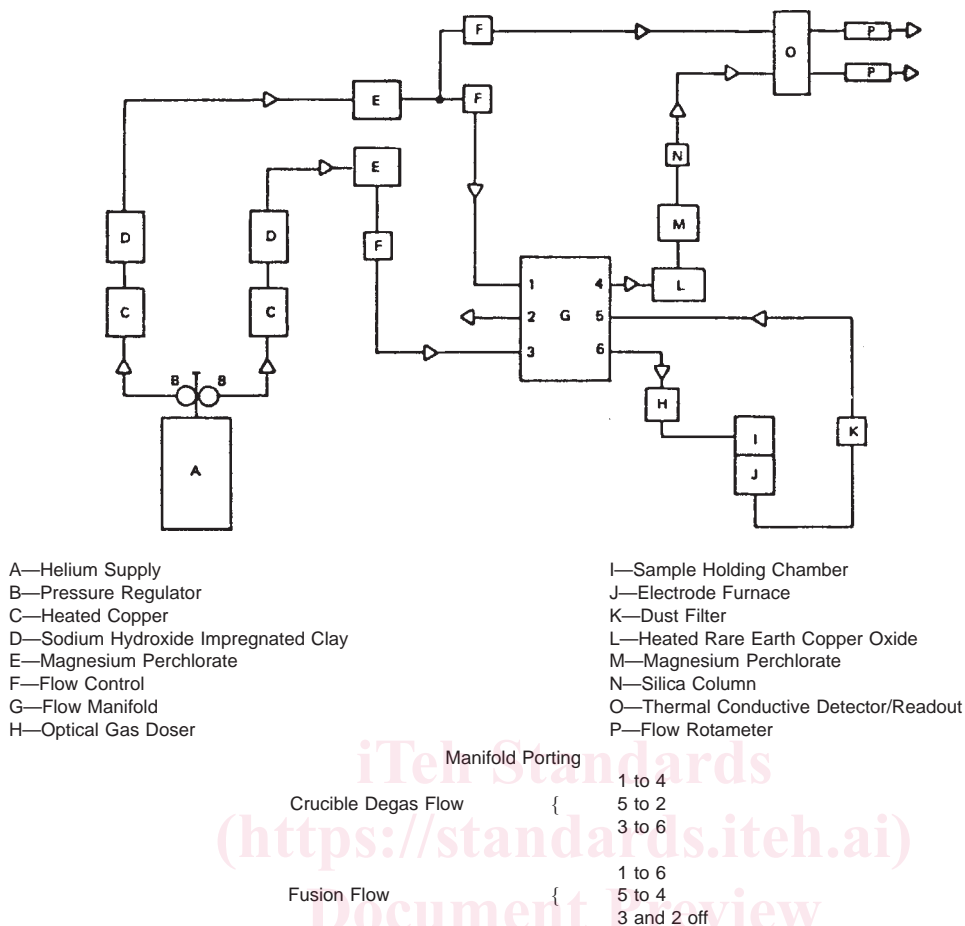 F
P
O
E
F
P
E
N
D
D
F
M
1 4
L
C
C
2 G 5
3 6
B B
H
I
K
A
J
A—Helium Supply
B—Pressure Regulator
C—Heated Copper
D—Sodium Hydroxide Impregnated Clay
E—Magnesium Perchlorate
F—Flow Control
G—Flow Manifold
H—Optical Gas Doser
I—Sample Holding Chamber
J—Electrode Furnace
K—Dust Filter
L—Heated Rare Earth Copper Oxide
M—Magnesium Perchlorate
N—Silica Column
O—Thermal Conductive Detector/Readout
P—Flow Rotameter
iTeh Standards
(https://standards.iteh.ai)
Document Preview
Manifold Porting
1 to 4
Crucible Degas Flow { 5 to 2
3 to 6
1 to 6
Fusion Flow { 5 to 4
3 and 2 off